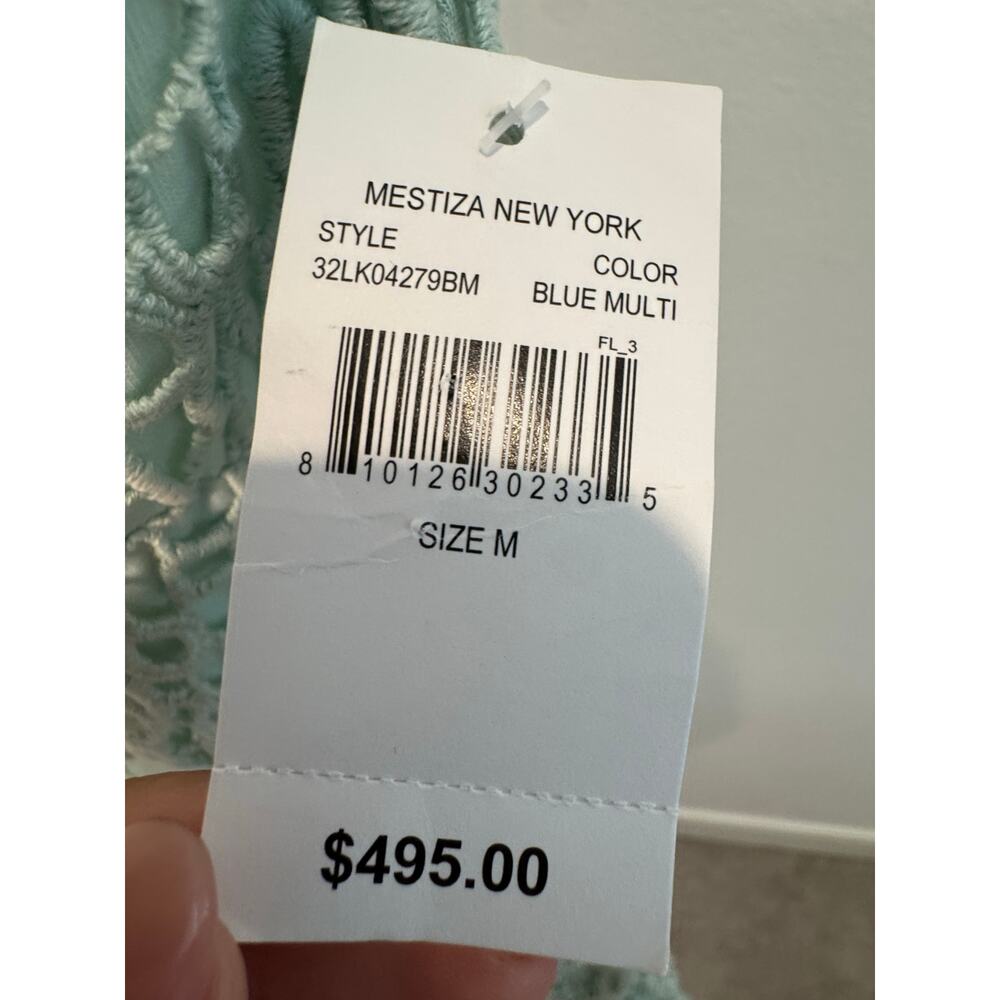 MESTIZA NEW YORK
STYLE COLOR
32LK04279BM BLUE MULTI
FL_3
8 10126 30233 5
SIZE M
$495.00